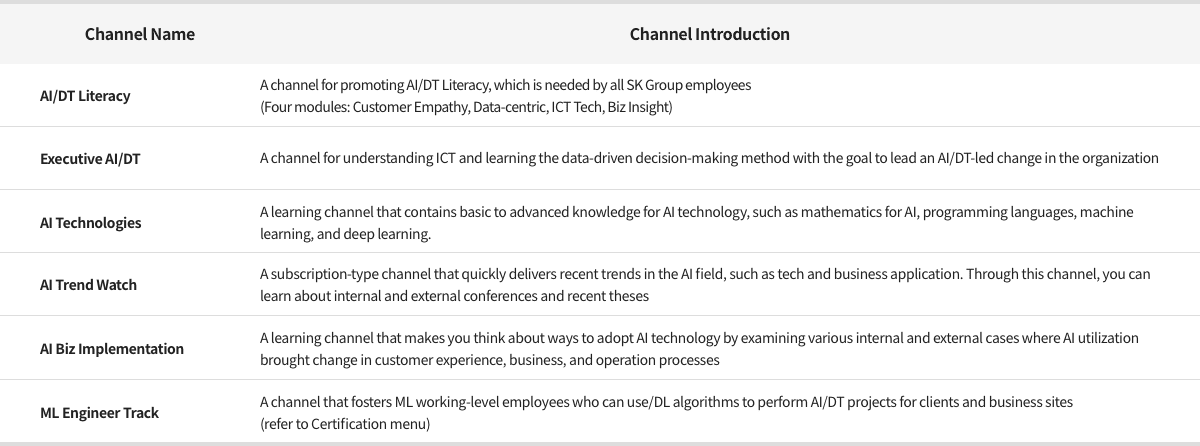 Channel Name
Channel Introduction
AI/DT Literacy
A channel for promoting AI/DT Literacy, which is needed by all SK Group employees
(Four modules: Customer Empathy, Data-centric, ICT Tech, Biz Insight)
Executive AI/DT
A channel for understanding ICT and learning the data-driven decision-making method with the goal to lead an AI/DT-led change in the organization
AI Technologies
A learning channel that contains basic to advanced knowledge for AI technology, such as mathematics for AI, programming languages, machine
learning, and deep learning.
AI Trend Watch
A subscription-type channel that quickly delivers recent trends in the AI field, such as tech and business application. Through this channel, you can
learn about internal and external conferences and recent theses
AI Biz Implementation
A learning channel that makes you think about ways to adopt AI technology by examining various internal and external cases where AI utilization
brought change in customer experience, business, and operation processes
ML Engineer Track
A channel that fosters ML working-level employees who can use/DL algorithms to perform AI/DT projects for clients and business sites
(refer to Certification menu)